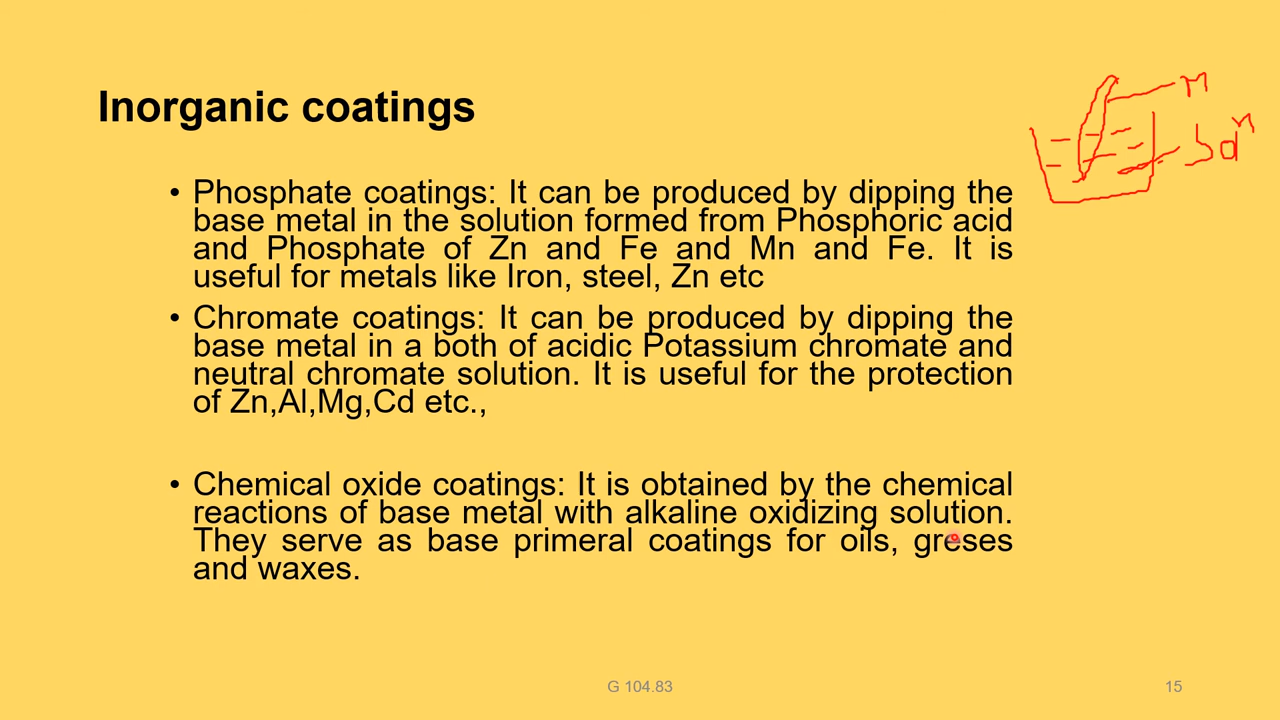 Inorganic coatings
M
Sol^n
• Phosphate coatings: It can be produced by dipping the
base metal in the solution formed from Phosphoric acid
and Phosphate of Zn and Fe and Mn and Fe. It is
useful for metals like Iron, steel, Zn etc
• Chromate coatings: It can be produced by dipping the
base metal in a both of acidic Potassium chromate and
neutral chromate solution. It is useful for the protection
of Zn,Al,Mg,Cd etc.,
• Chemical oxide coatings: It is obtained by the chemical
reactions of base metal with alkaline oxidizing solution.
They serve as base primeral coatings for oils, greses
and waxes.
G 104.83
15